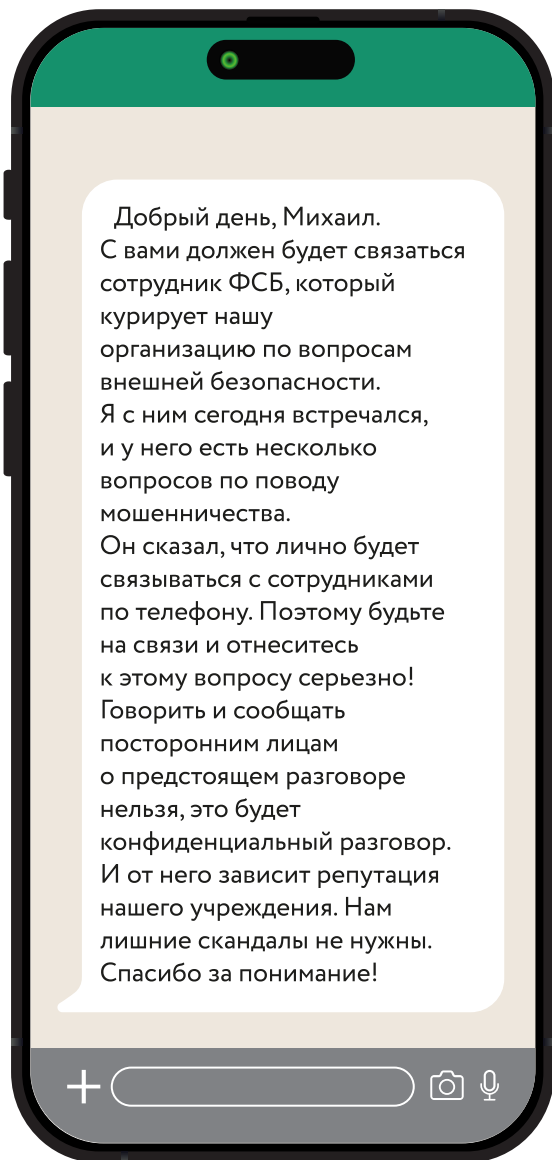 Добрый день, Михаил.
С вами должен будет связаться
сотрудник ФСБ, который
курирует нашу
организацию по вопросам
внешней безопасности.
Я с ним сегодня встречался,
и у него есть несколько
вопросов по поводу
мошенничества.
Он сказал, что лично будет
связываться с сотрудниками
по телефону. Поэтому будьте
на связи и отнеситесь
к этому вопросу серьезно!
Говорить и сообщать
посторонним лицам
о предстоящем разговоре
нельзя, это будет
конфиденциальный разговор.
И от него зависит репутация
нашего учреждения. Нам
лишние скандалы не нужны.
Спасибо за понимание!